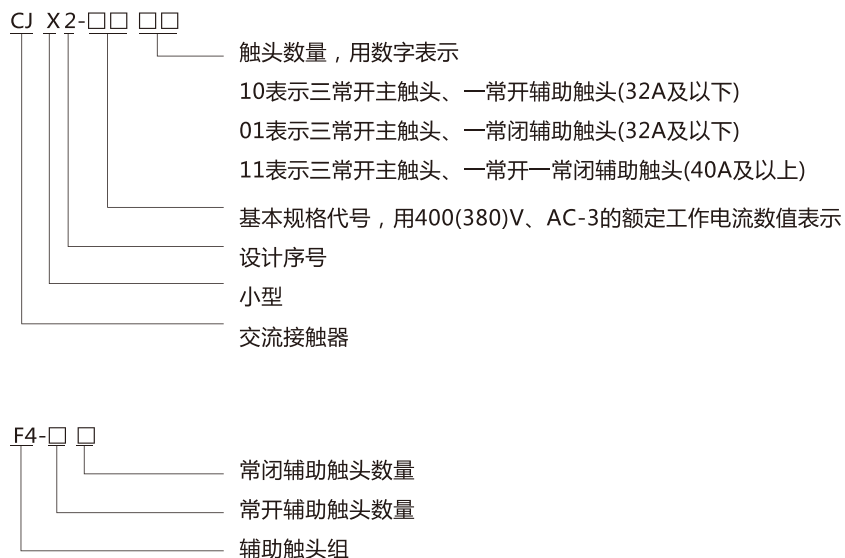 CJ X2-□□ □□
触头数量，用数字表示
10表示三常开主触头、一常开辅助触头(32A及以下)
01表示三常开主触头、一常闭辅助触头(32A及以下)
11表示三常开主触头、一常开一常闭辅助触头(40A及以上)
基本规格代号，用400(380)V、AC-3的额定工作电流数值表示
设计序号
小型
交流接触器
F4-□ □
常闭辅助触头数量
常开辅助触头数量
辅助触头组